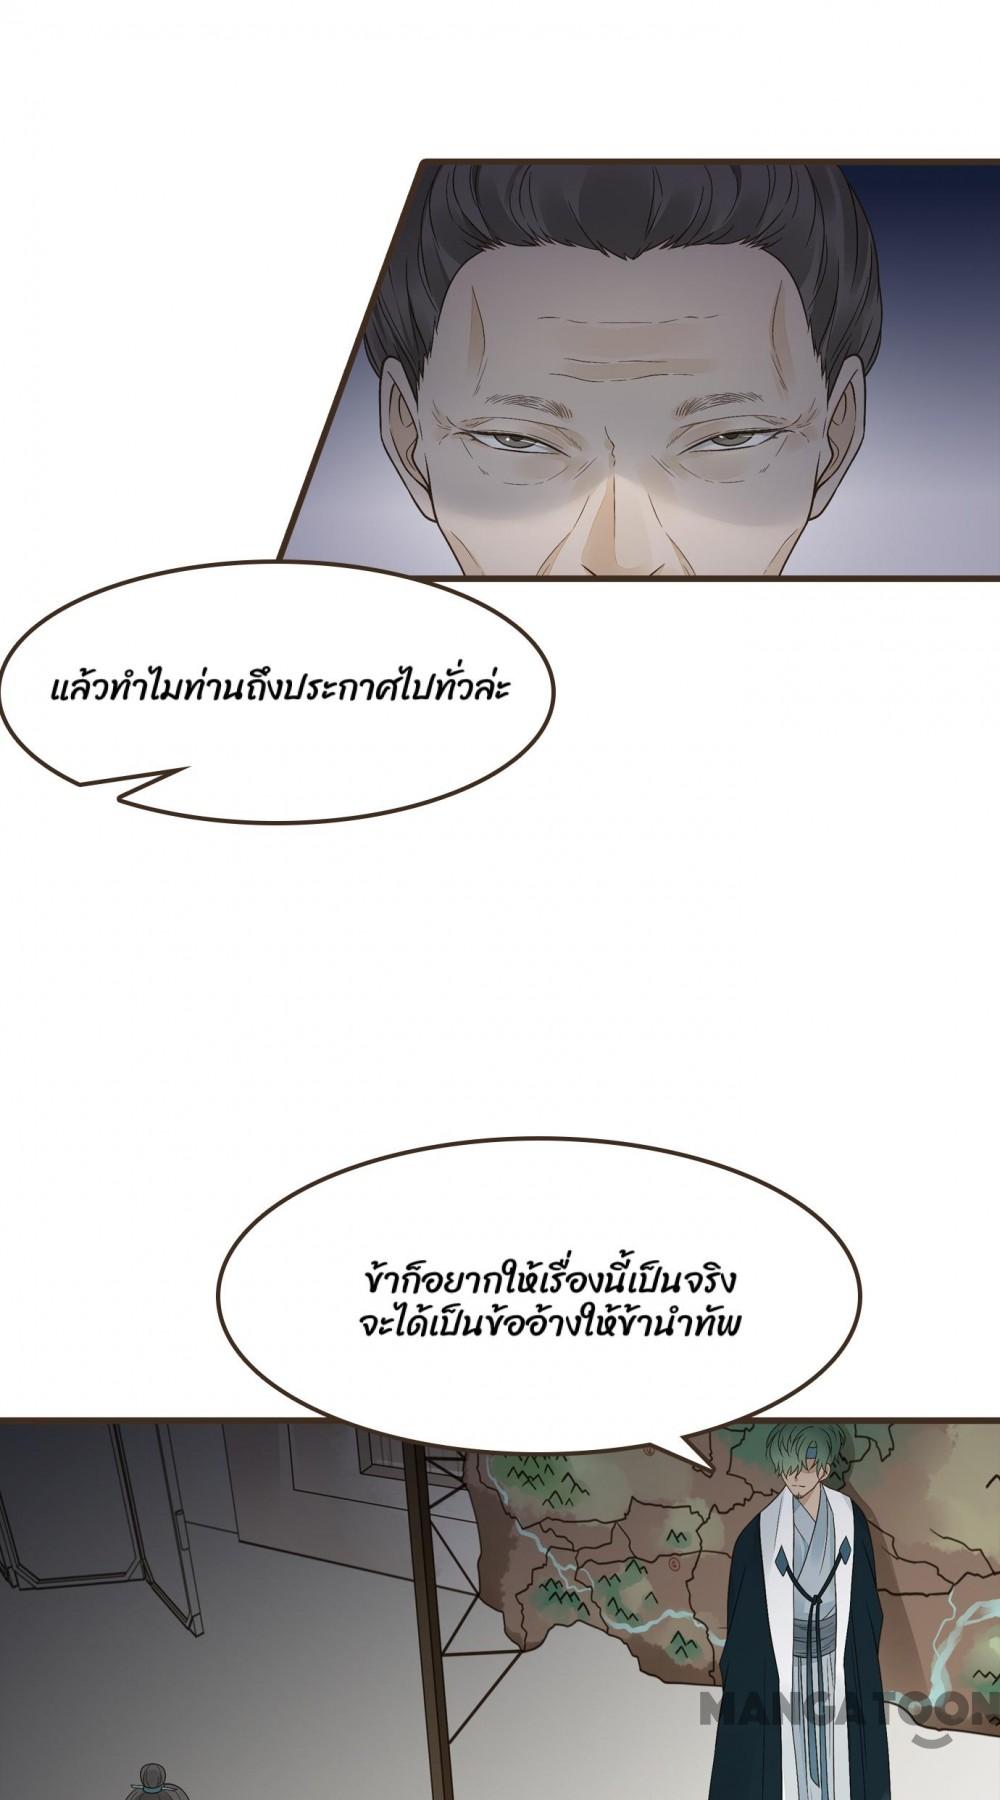 แล้วทำไมท่านถึงประกาศไปทั่วล่ะ
ข้าก็อยากให้เรื่องนี้เป็นจริง
จะได้เป็นข้ออ้างให้ข้านำทัพ
MANGATOON